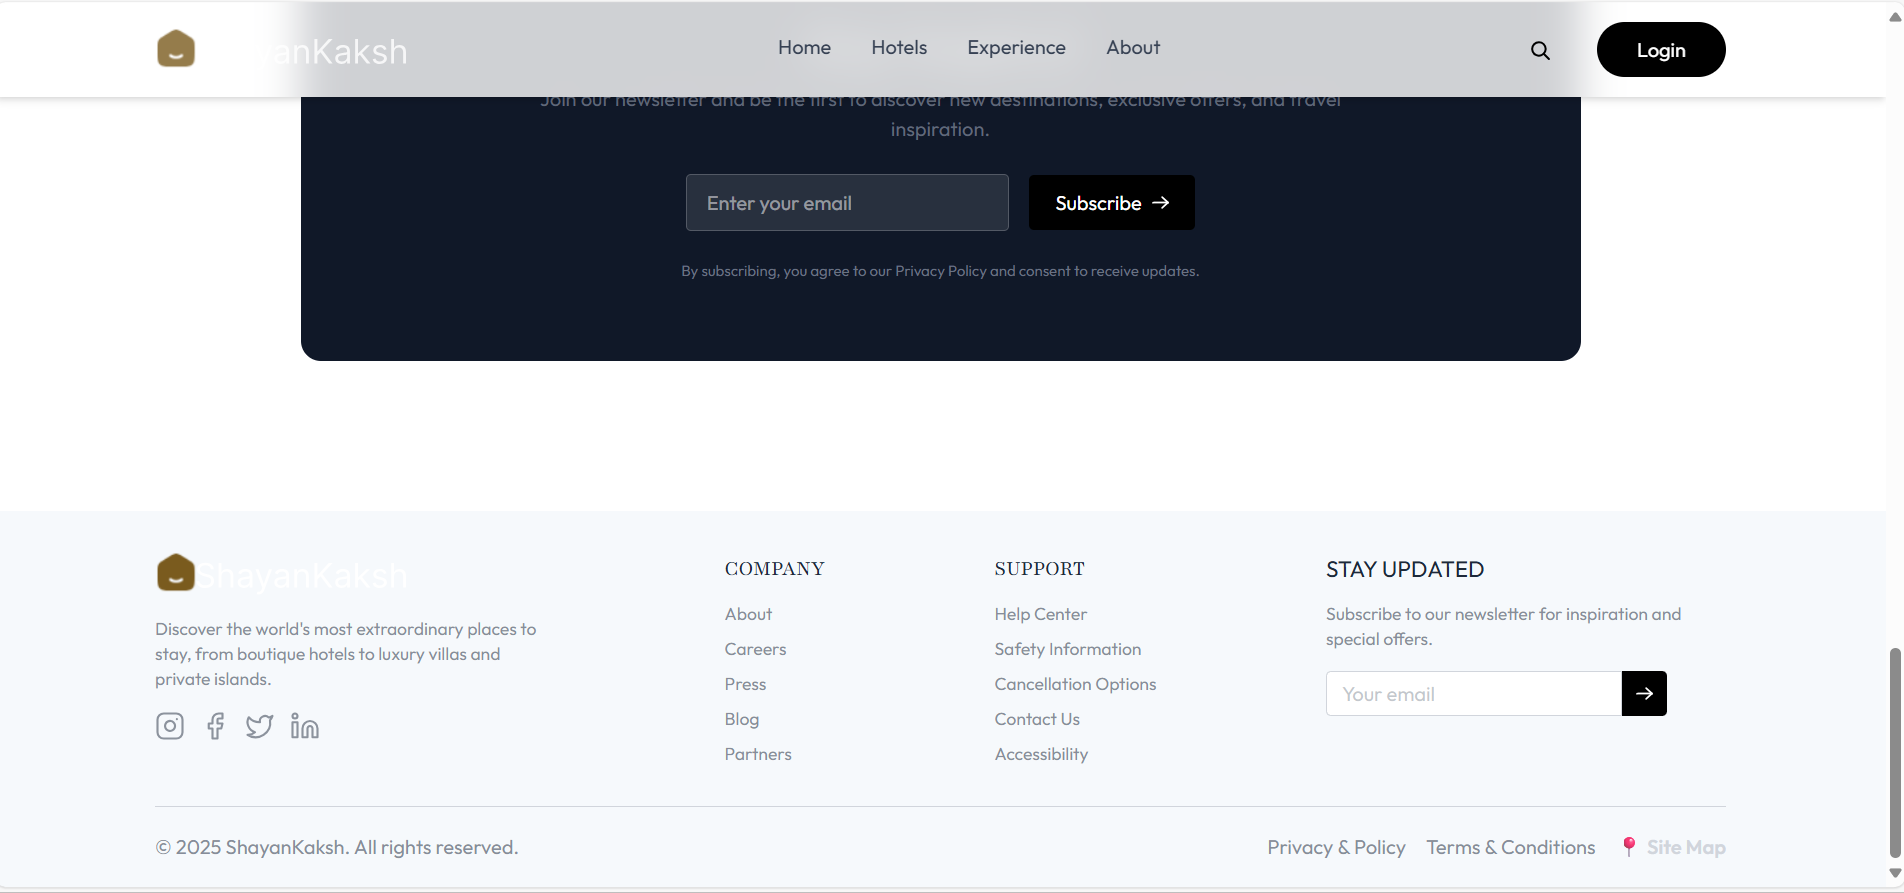 ShayanKaksh
Home
Hotels
Experience
About
Login
Join our newsletter and be the first to discover new destinations, exclusive offers, and travel
inspiration.
Enter your email
Subscribe →
By subscribing, you agree to our Privacy Policy and consent to receive updates.
ShayanKaksh
Discover the world's most extraordinary places to
stay, from boutique hotels to luxury villas and
private islands.
COMPANY
About
Careers
Press
Blog
Partners
SUPPORT
Help Center
Safety Information
Cancellation Options
Contact Us
Accessibility
STAY UPDATED
Subscribe to our newsletter for inspiration and
special offers.
Your email
© 2025 ShayanKaksh. All rights reserved.
Privacy & Policy
Terms & Conditions
📍 Site Map